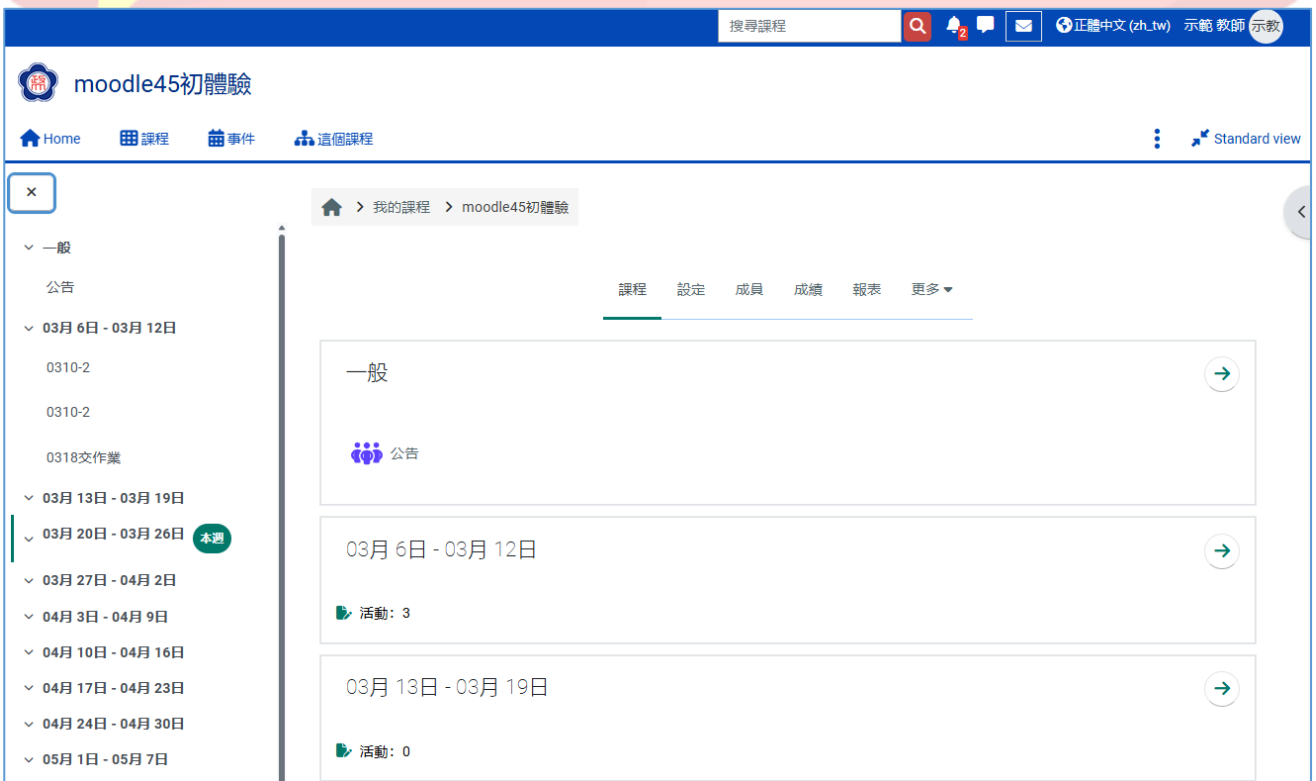 搜尋課程
2
正體中文 (zh_tw)
示範 教師
示教
moodle45初體驗
Home
課程
事件
這個課程
Standard view
一般
公告
03月 6日 - 03月 12日
0310-2
0310-2
0318交作業
03月 13日 - 03月 19日
03月 20日 - 03月 26日 本週
03月 27日 - 04月 2日
04月 3日 - 04月 9日
04月 10日 - 04月 16日
04月 17日 - 04月 23日
04月 24日 - 04月 30日
05月 1日 - 05月 7日
我的課程
moodle45初體驗
課程
設定
成員
成績
報表
更多
一般
公告
03月 6日 - 03月 12日
活動：3
03月 13日 - 03月 19日
活動：0